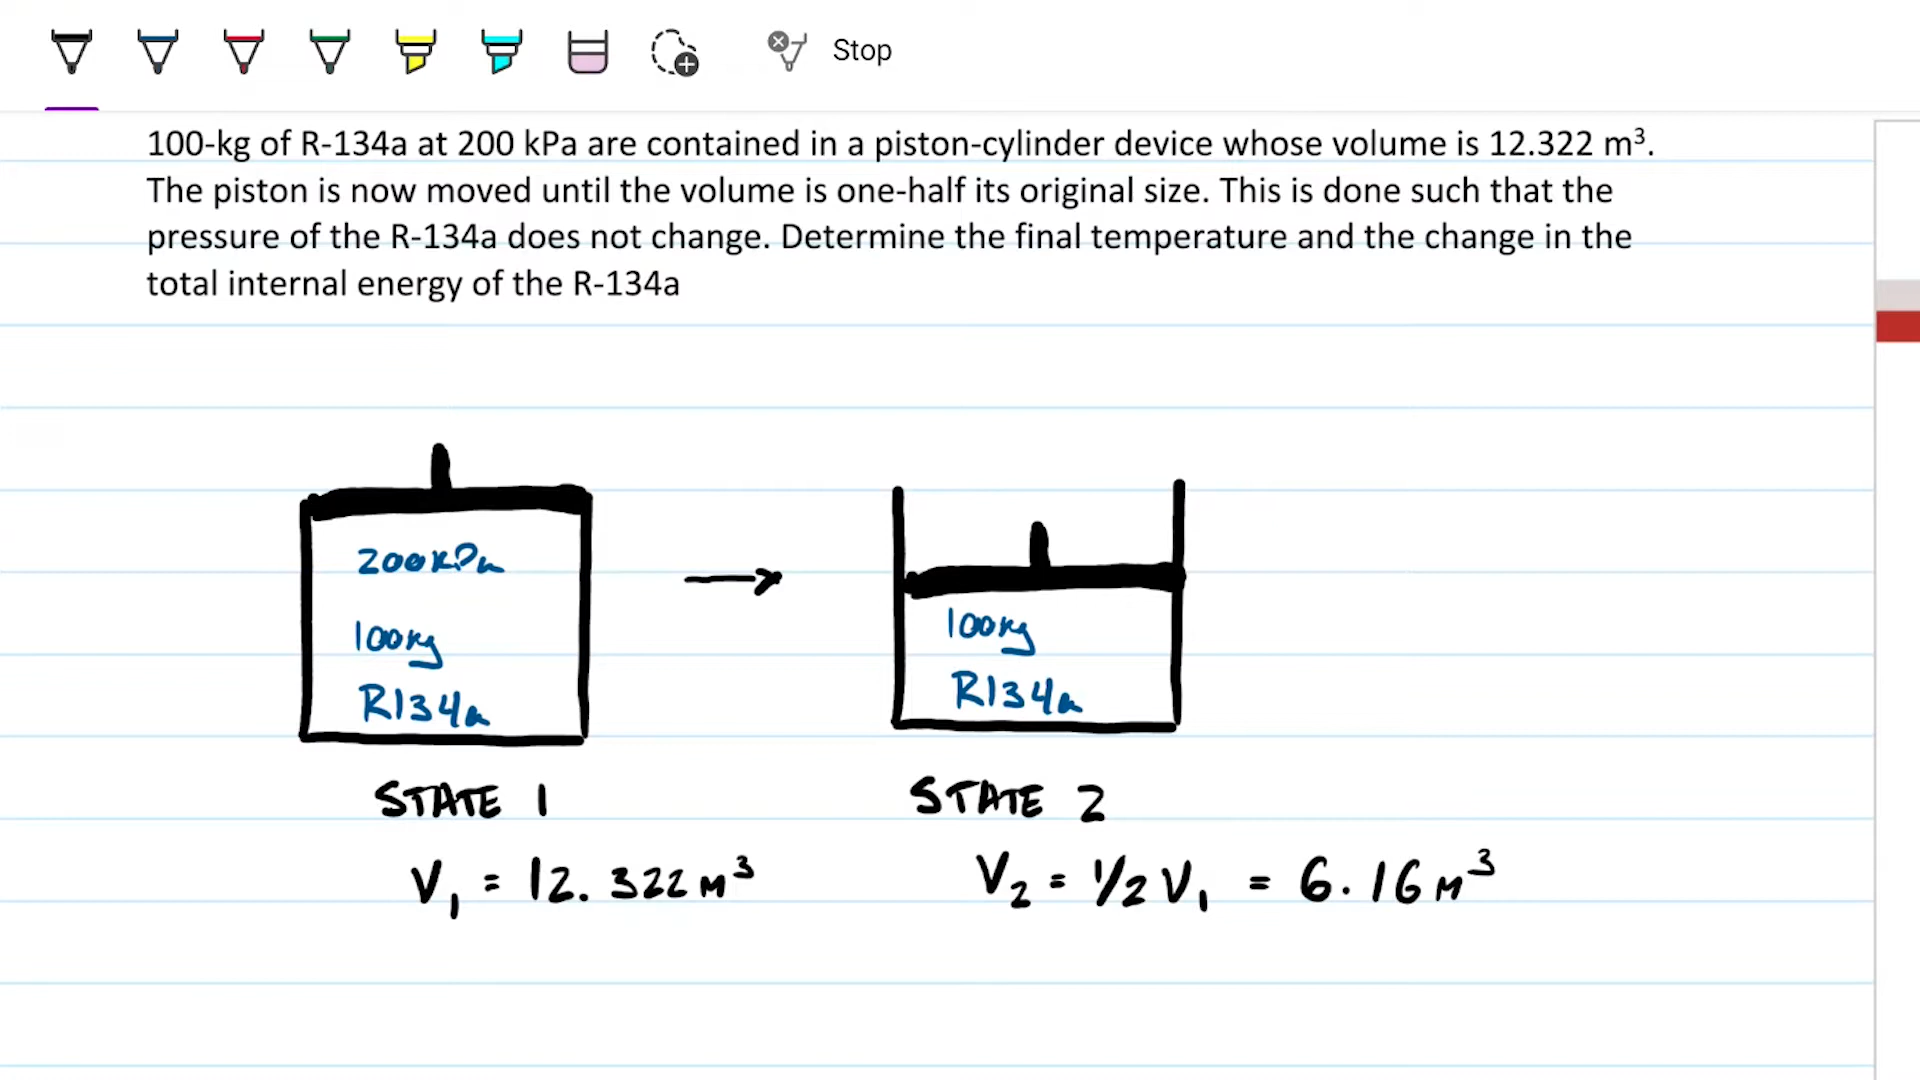 Stop
100-kg of R-134a at 200 kPa are contained in a piston-cylinder device whose volume is 12.322 m³.
The piston is now moved until the volume is one-half its original size. This is done such that the
pressure of the R-134a does not change. Determine the final temperature and the change in the
total internal energy of the R-134a
200kPa
100kg
R134a
100kg
R134a
STATE 1
STATE 2
V₁ = 12.322 m³
V₂ = 1/2 V₁ = 6.16 m³